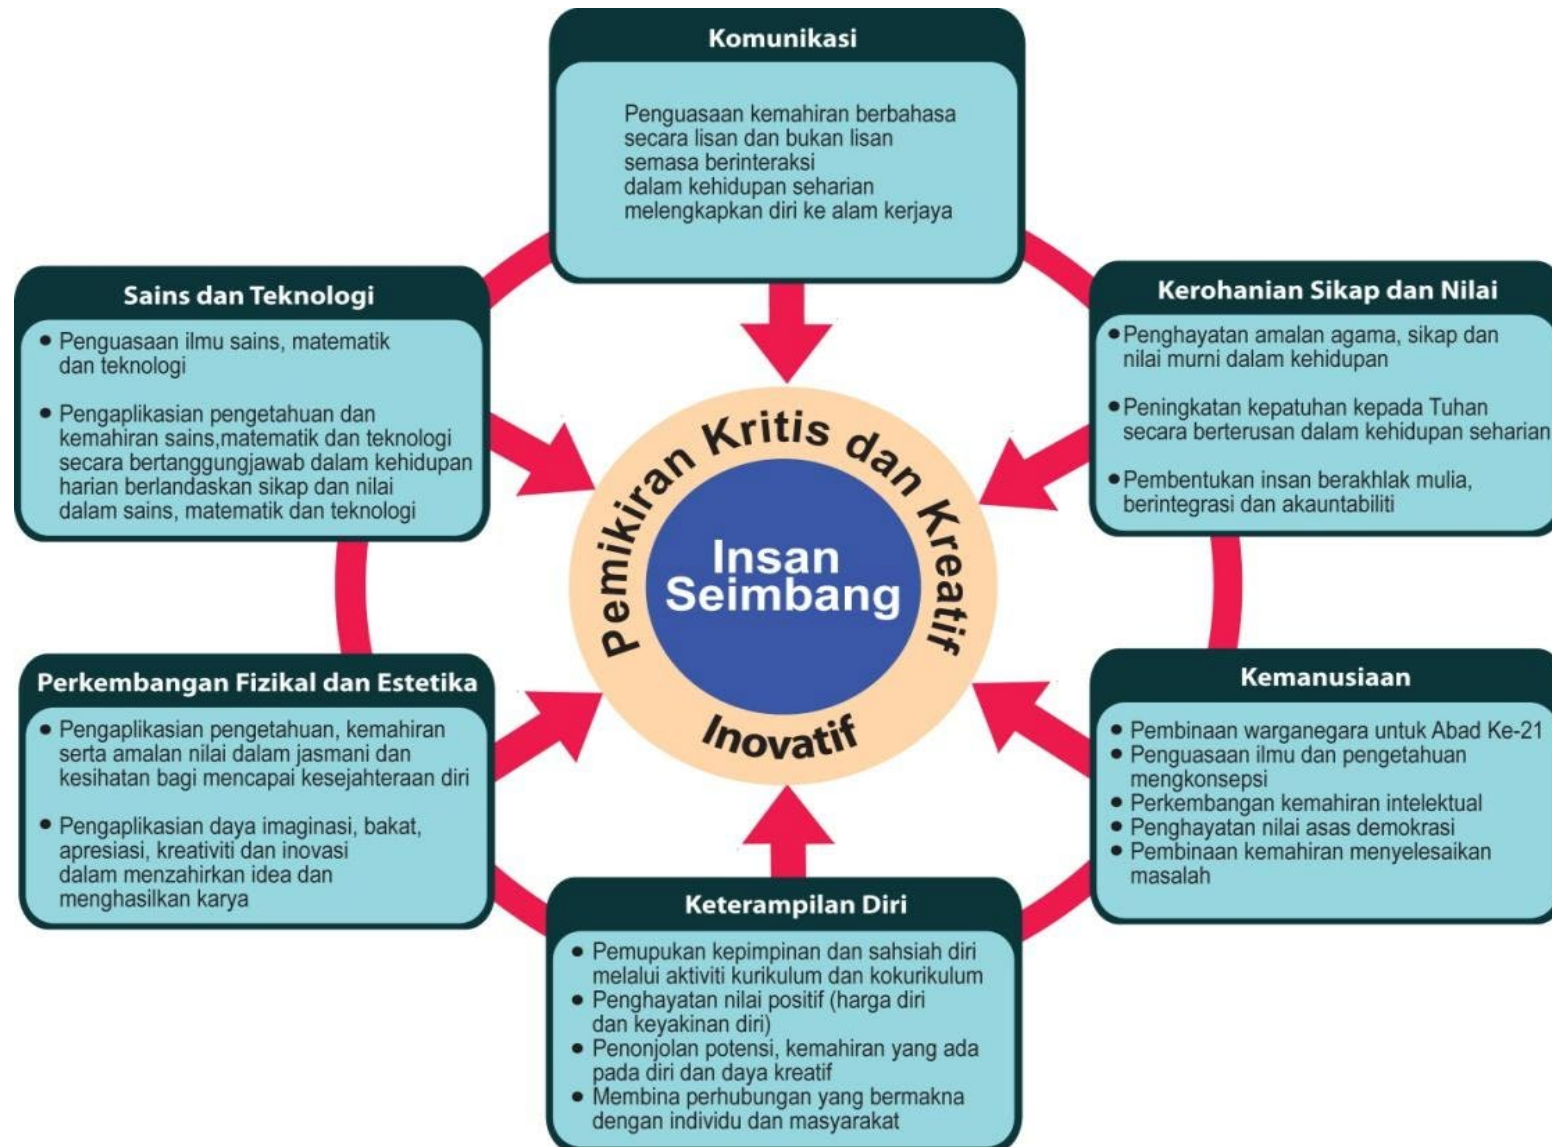 Komunikasi
Penguasaan kemahiran berbahasa
secara lisan dan bukan lisan
semasa berinteraksi
dalam kehidupan seharian
melengkapkan diri ke alam kerjaya
Sains dan Teknologi
• Penguasaan ilmu sains, matematik
dan teknologi
• Pengaplikasian pengetahuan dan
kemahiran sains,matematik dan teknologi
secara bertanggungjawab dalam kehidupan
harian berlandaskan sikap dan nilai
dalam sains, matematik dan teknologi
Kerohanian Sikap dan Nilai
• Penghayatan amalan agama, sikap dan
nilai murni dalam kehidupan
• Peningkatan kepatuhan kepada Tuhan
secara berterusan dalam kehidupan seharian
• Pembentukan insan berakhlak mulia,
berintegrasi dan akauntabiliti
Pemikiran Kritis dan Kreatif
Insan
Seimbang
Inovatif
Perkembangan Fizikal dan Estetika
• Pengaplikasian pengetahuan, kemahiran
serta amalan nilai dalam jasmani dan
kesihatan bagi mencapai kesejahteraan diri
• Pengaplikasian daya imaginasi, bakat,
apresiasi, kreativiti dan inovasi
dalam menzahirkan idea dan
menghasilkan karya
Kemanusiaan
• Pembinaan warganegara untuk Abad Ke-21
• Penguasaan ilmu dan pengetahuan
mengkonsepsi
• Perkembangan kemahiran intelektual
• Penghayatan nilai asas demokrasi
• Pembinaan kemahiran menyelesaikan
masalah
Keterampilan Diri
• Pemupukan kepimpinan dan sahsiah diri
melalui aktiviti kurikulum dan kokurikulum
• Penghayatan nilai positif (harga diri
dan keyakinan diri)
• Penonjolan potensi, kemahiran yang ada
pada diri dan daya kreatif
• Membina perhubungan yang bermakna
dengan individu dan masyarakat